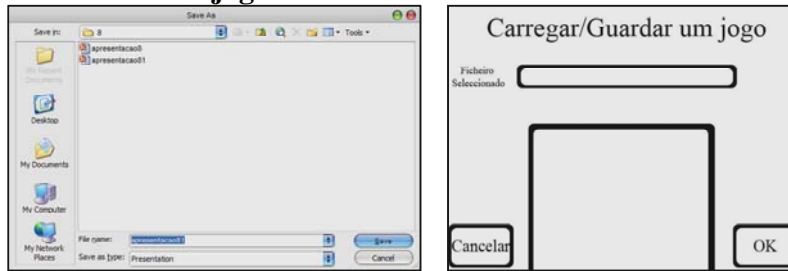 jog
Save As
Save in:
8
Tools
apresentacao8
apresentacao81
My Recent
Documents
Desktop
My Documents
My Computer
My Network
Places
File name:
apresentacao81
Save
Save as type:
Presentation
Cancel
Carregar/Guardar um jogo
Ficheiro
Seleccionado
Cancelar
OK